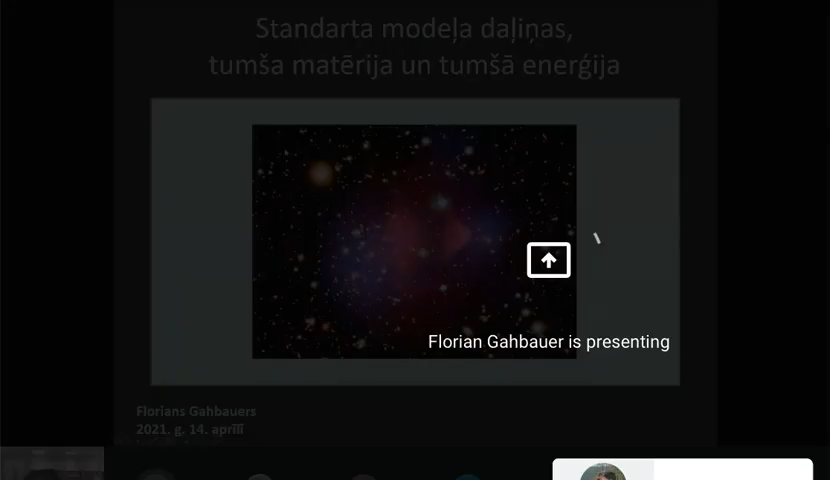 Standarta modeļa daļiņas,
tumša matērija un tumšā enerģija
Florian Gahbauer is presenting
Florians Gahbauers
2021. g. 14. aprīlī